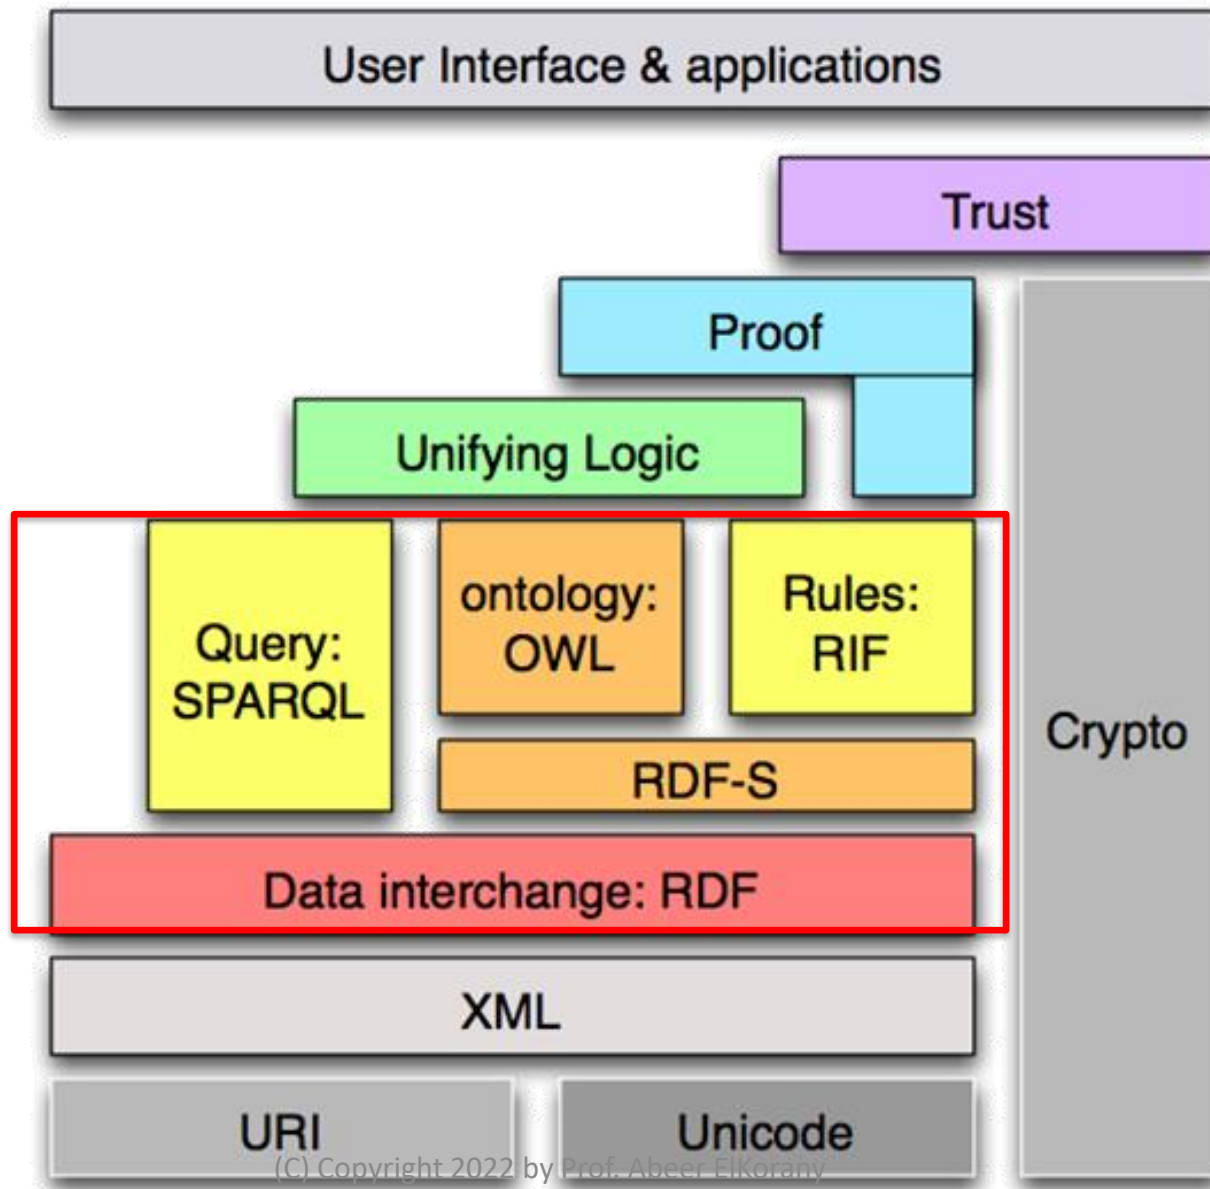 User Interface & applications
Trust
Proof
Unifying Logic
Query:
SPARQL
ontology:
OWL
Rules:
RIF
Crypto
RDF-S
Data interchange: RDF
XML
URI
Unicode
(C) Copyright 2022 by Prof. Abeer ElKorany